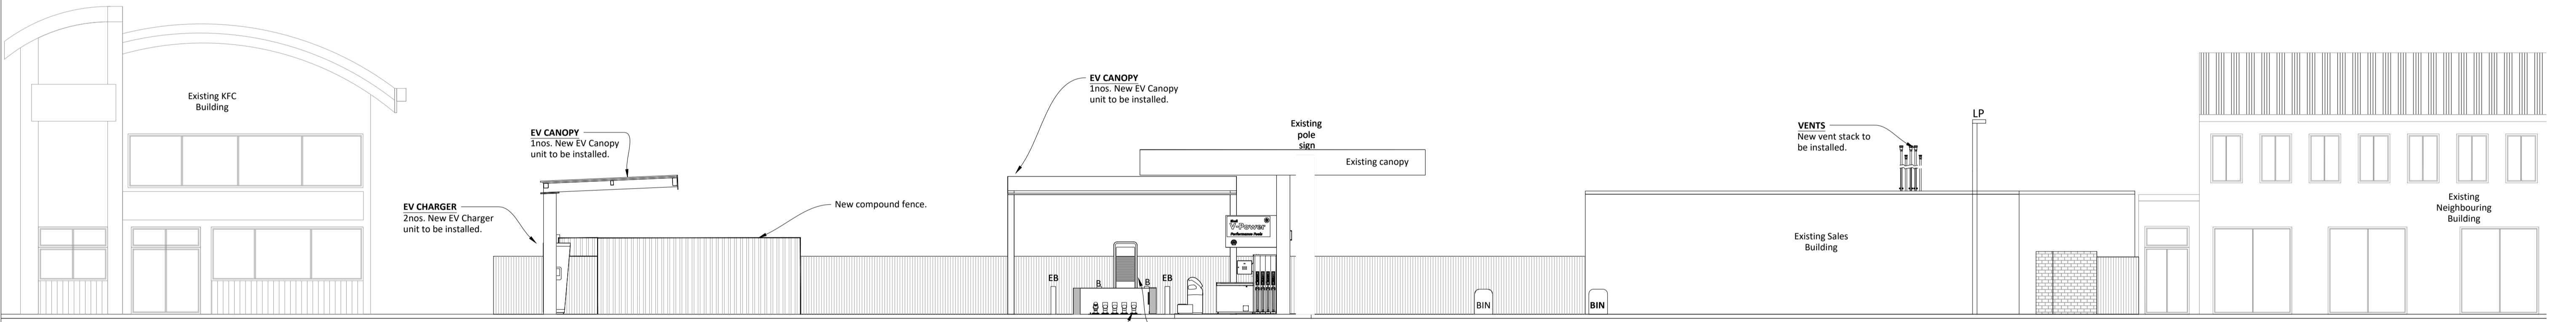 Existing KFC
Building
EV CANOPY
1nos. New EV Canopy
unit to be installed.
EV CHARGER
2nos. New EV Charger
unit to be installed.
New compound fence.
EV CANOPY
1nos. New EV Canopy
unit to be installed.
Existing
pole
sign
Existing canopy
Shell
V-Power
Performance Fuels
EB
B
B
EB
BIN
BIN
VENTS
New vent stack to
be installed.
LP
Existing Sales
Building
Existing
Neighbouring
Building